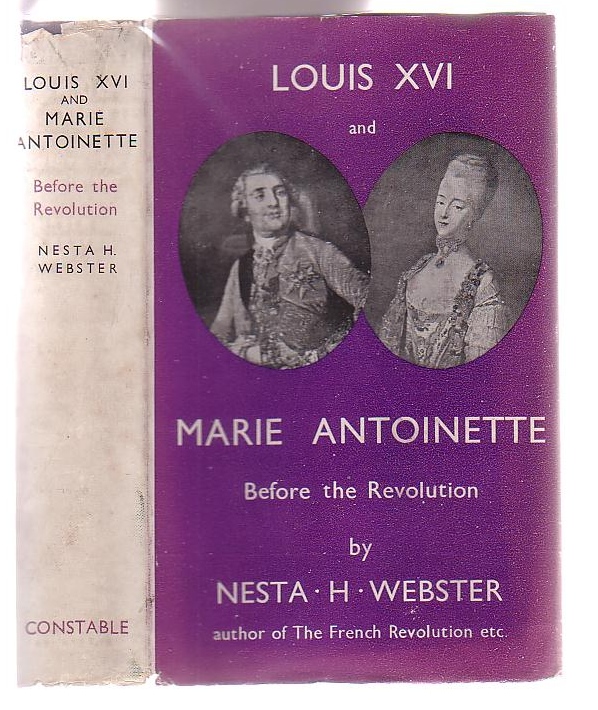 LOUIS XVI
AND
MARIE
ANTOINETTE
Before the
Revolution
NESTA H.
WEBSTER
CONSTABLE
LOUIS XVI
and
MARIE ANTOINETTE
Before the Revolution
by
NESTA · H · WEBSTER
author of The French Revolution etc.